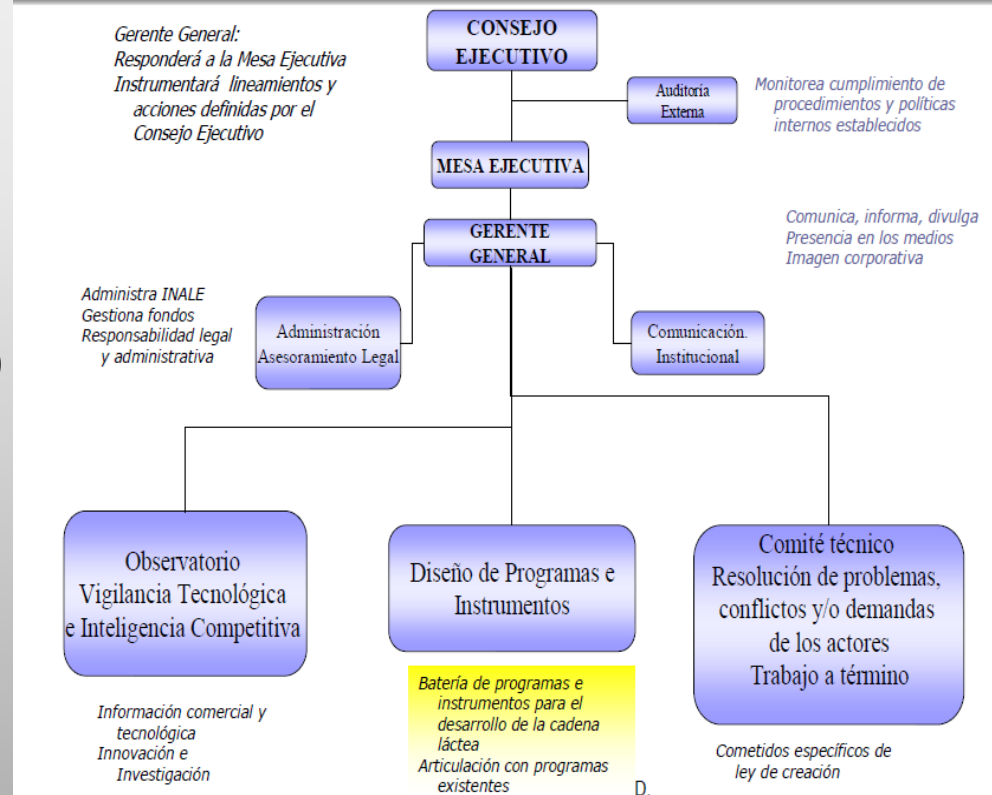 Gerente General:
Responderá a la Mesa Ejecutiva
Instrumentará lineamientos y
acciones definidas por el
Consejo Ejecutivo
CONSEJO
EJECUTIVO
Auditoría
Externa
Monitorea cumplimiento de
procedimientos y políticas
internos establecidos
MESA EJECUTIVA
GERENTE
GENERAL
Comunica, informa, divulga
Presencia en los medios
Imagen corporativa
Administra INALE
Gestiona fondos
Responsabilidad legal
y administrativa
Administración
Asesoramiento Legal
Comunicación.
Institucional
Observatorio
Vigilancia Tecnológica
e Inteligencia Competitiva
Información comercial y
tecnológica
Innovación e
Investigación
Diseño de Programas e
Instrumentos
Batería de programas e
instrumentos para el
desarrollo de la cadena
láctea
Articulación con programas
existentes
D.
Comité técnico
Resolución de problemas,
conflictos y/o demandas
de los actores
Trabajo a término
Cometidos específicos de
ley de creación